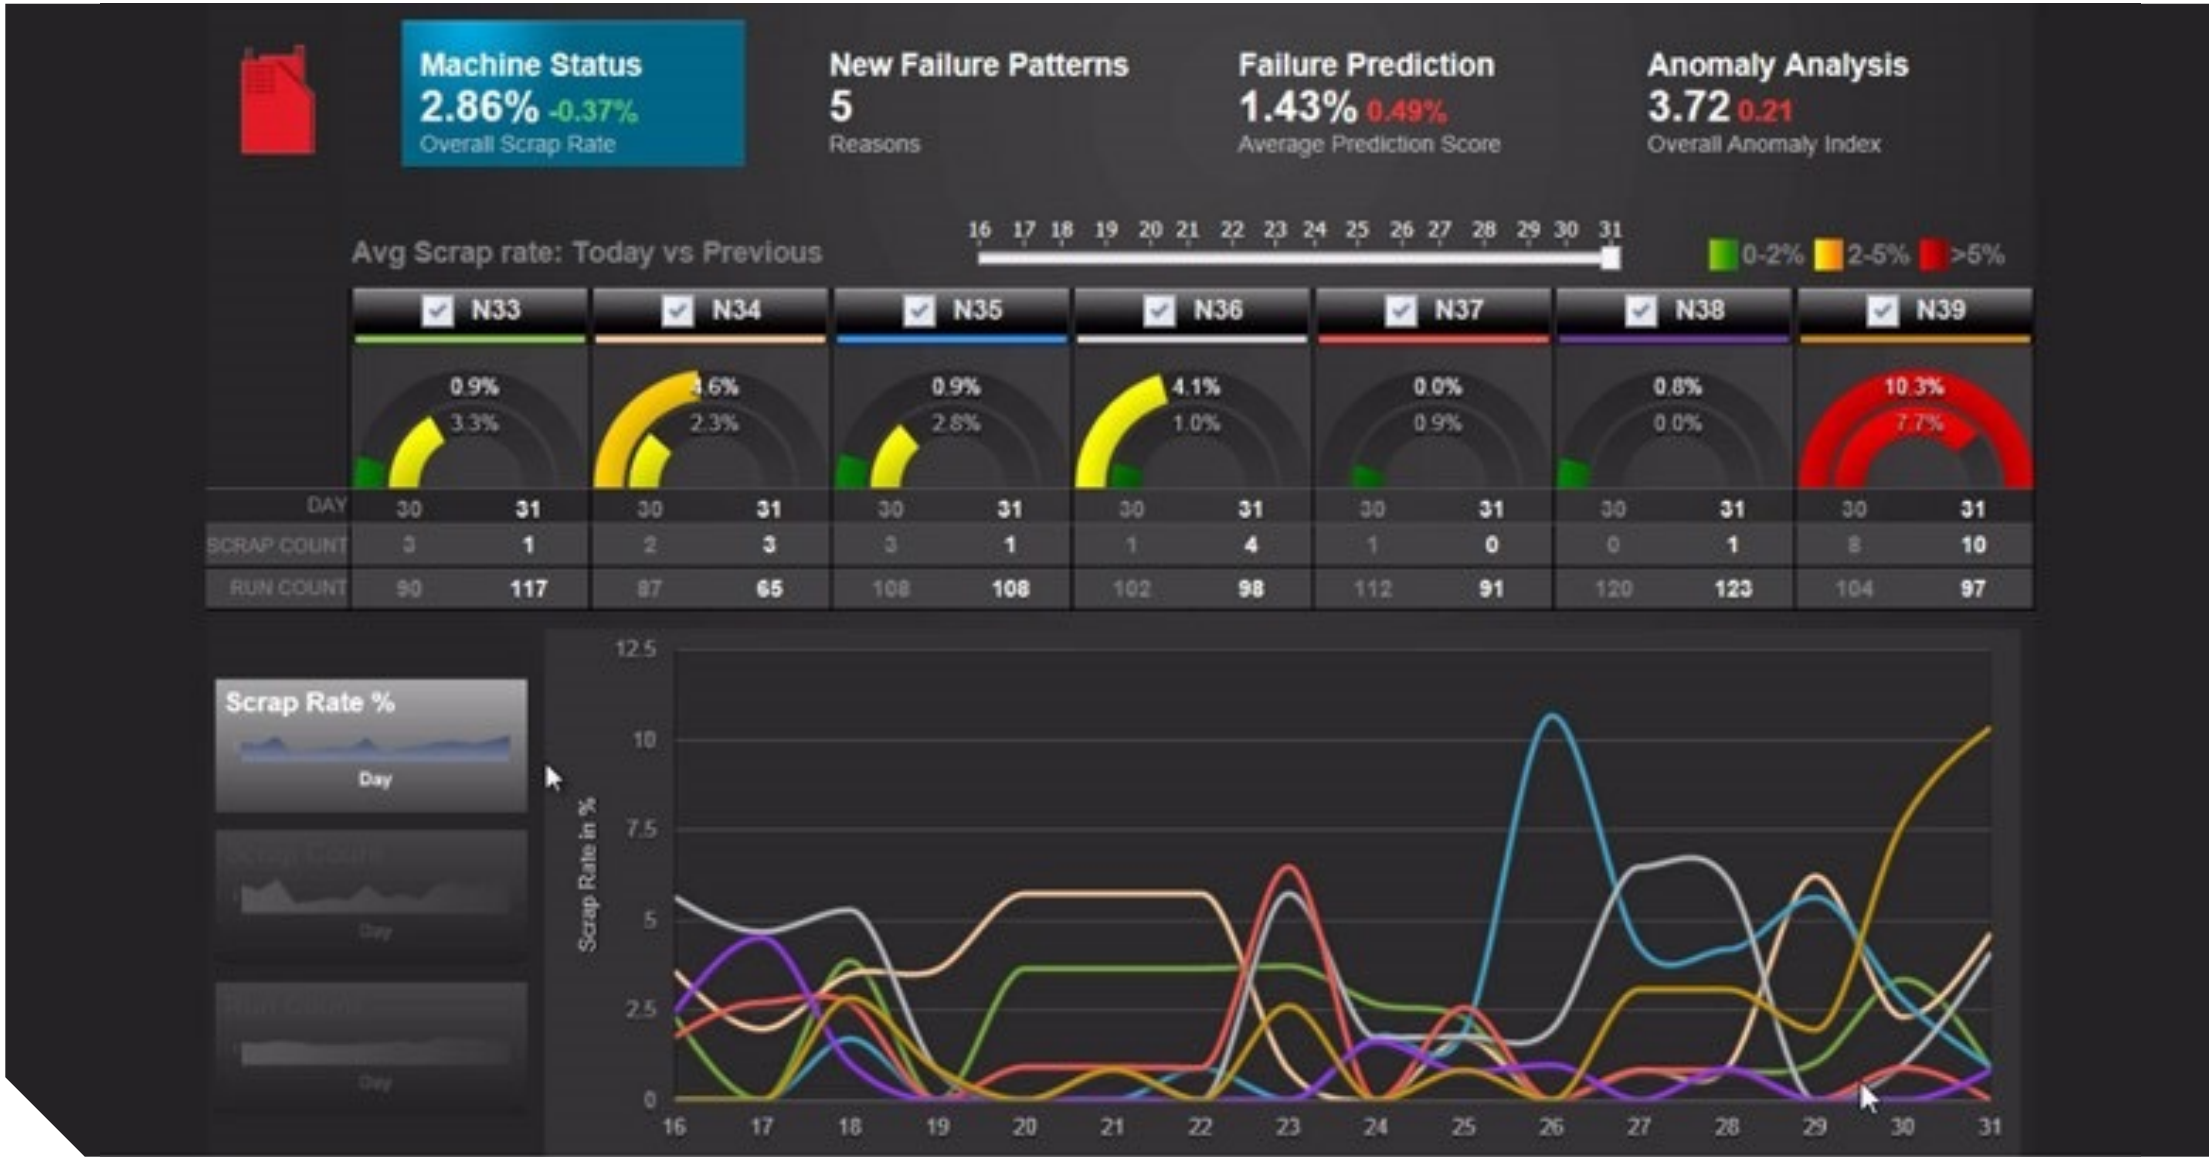 Machine Status
2.86% -0.37%
Overall Scrap Rate
New Failure Patterns
5
Reasons
Failure Prediction
1.43% 0.49%
Average Prediction Score
Anomaly Analysis
3.72 0.21
Overall Anomaly Index
Avg Scrap rate: Today vs Previous
16 17 18 19 20 21 22 23 24 25 26 27 28 29 30 31
0-2% 2-5% >5%
N33 N34 N35 N36 N37 N38 N39
0.9% 4.6% 0.9% 4.1% 0.0% 0.8% 10.3%
3.3% 2.3% 2.8% 1.0% 0.9% 0.0% 7.7%
DAY 30 31 30 31 30 31 30 31 30 31 30 31 30 31
SCRAP COUNT 3 1 2 3 3 1 1 4 1 0 0 1 8 10
RUN COUNT 90 117 87 65 108 108 102 98 112 91 120 123 104 97
Scrap Rate %
Day
Scrap Count
Day
Run Count
Day
Scrap Rate in %
12.5
10
7.5
5
2.5
0
16 17 18 19 20 21 22 23 24 25 26 27 28 29 30 31